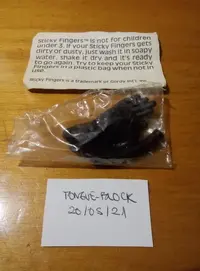 Sticky Fingers™ is not for children
under 3. If your Sticky Fingers gets
dirty or dusty, just wash it in soapy
water, shake it dry and it's ready
to go again. Try to keep your Sticky
Fingers in a plastic bag when not in
use.
Sticky Fingers is a trademark of
TONGUE-FLOCK
20/05/21